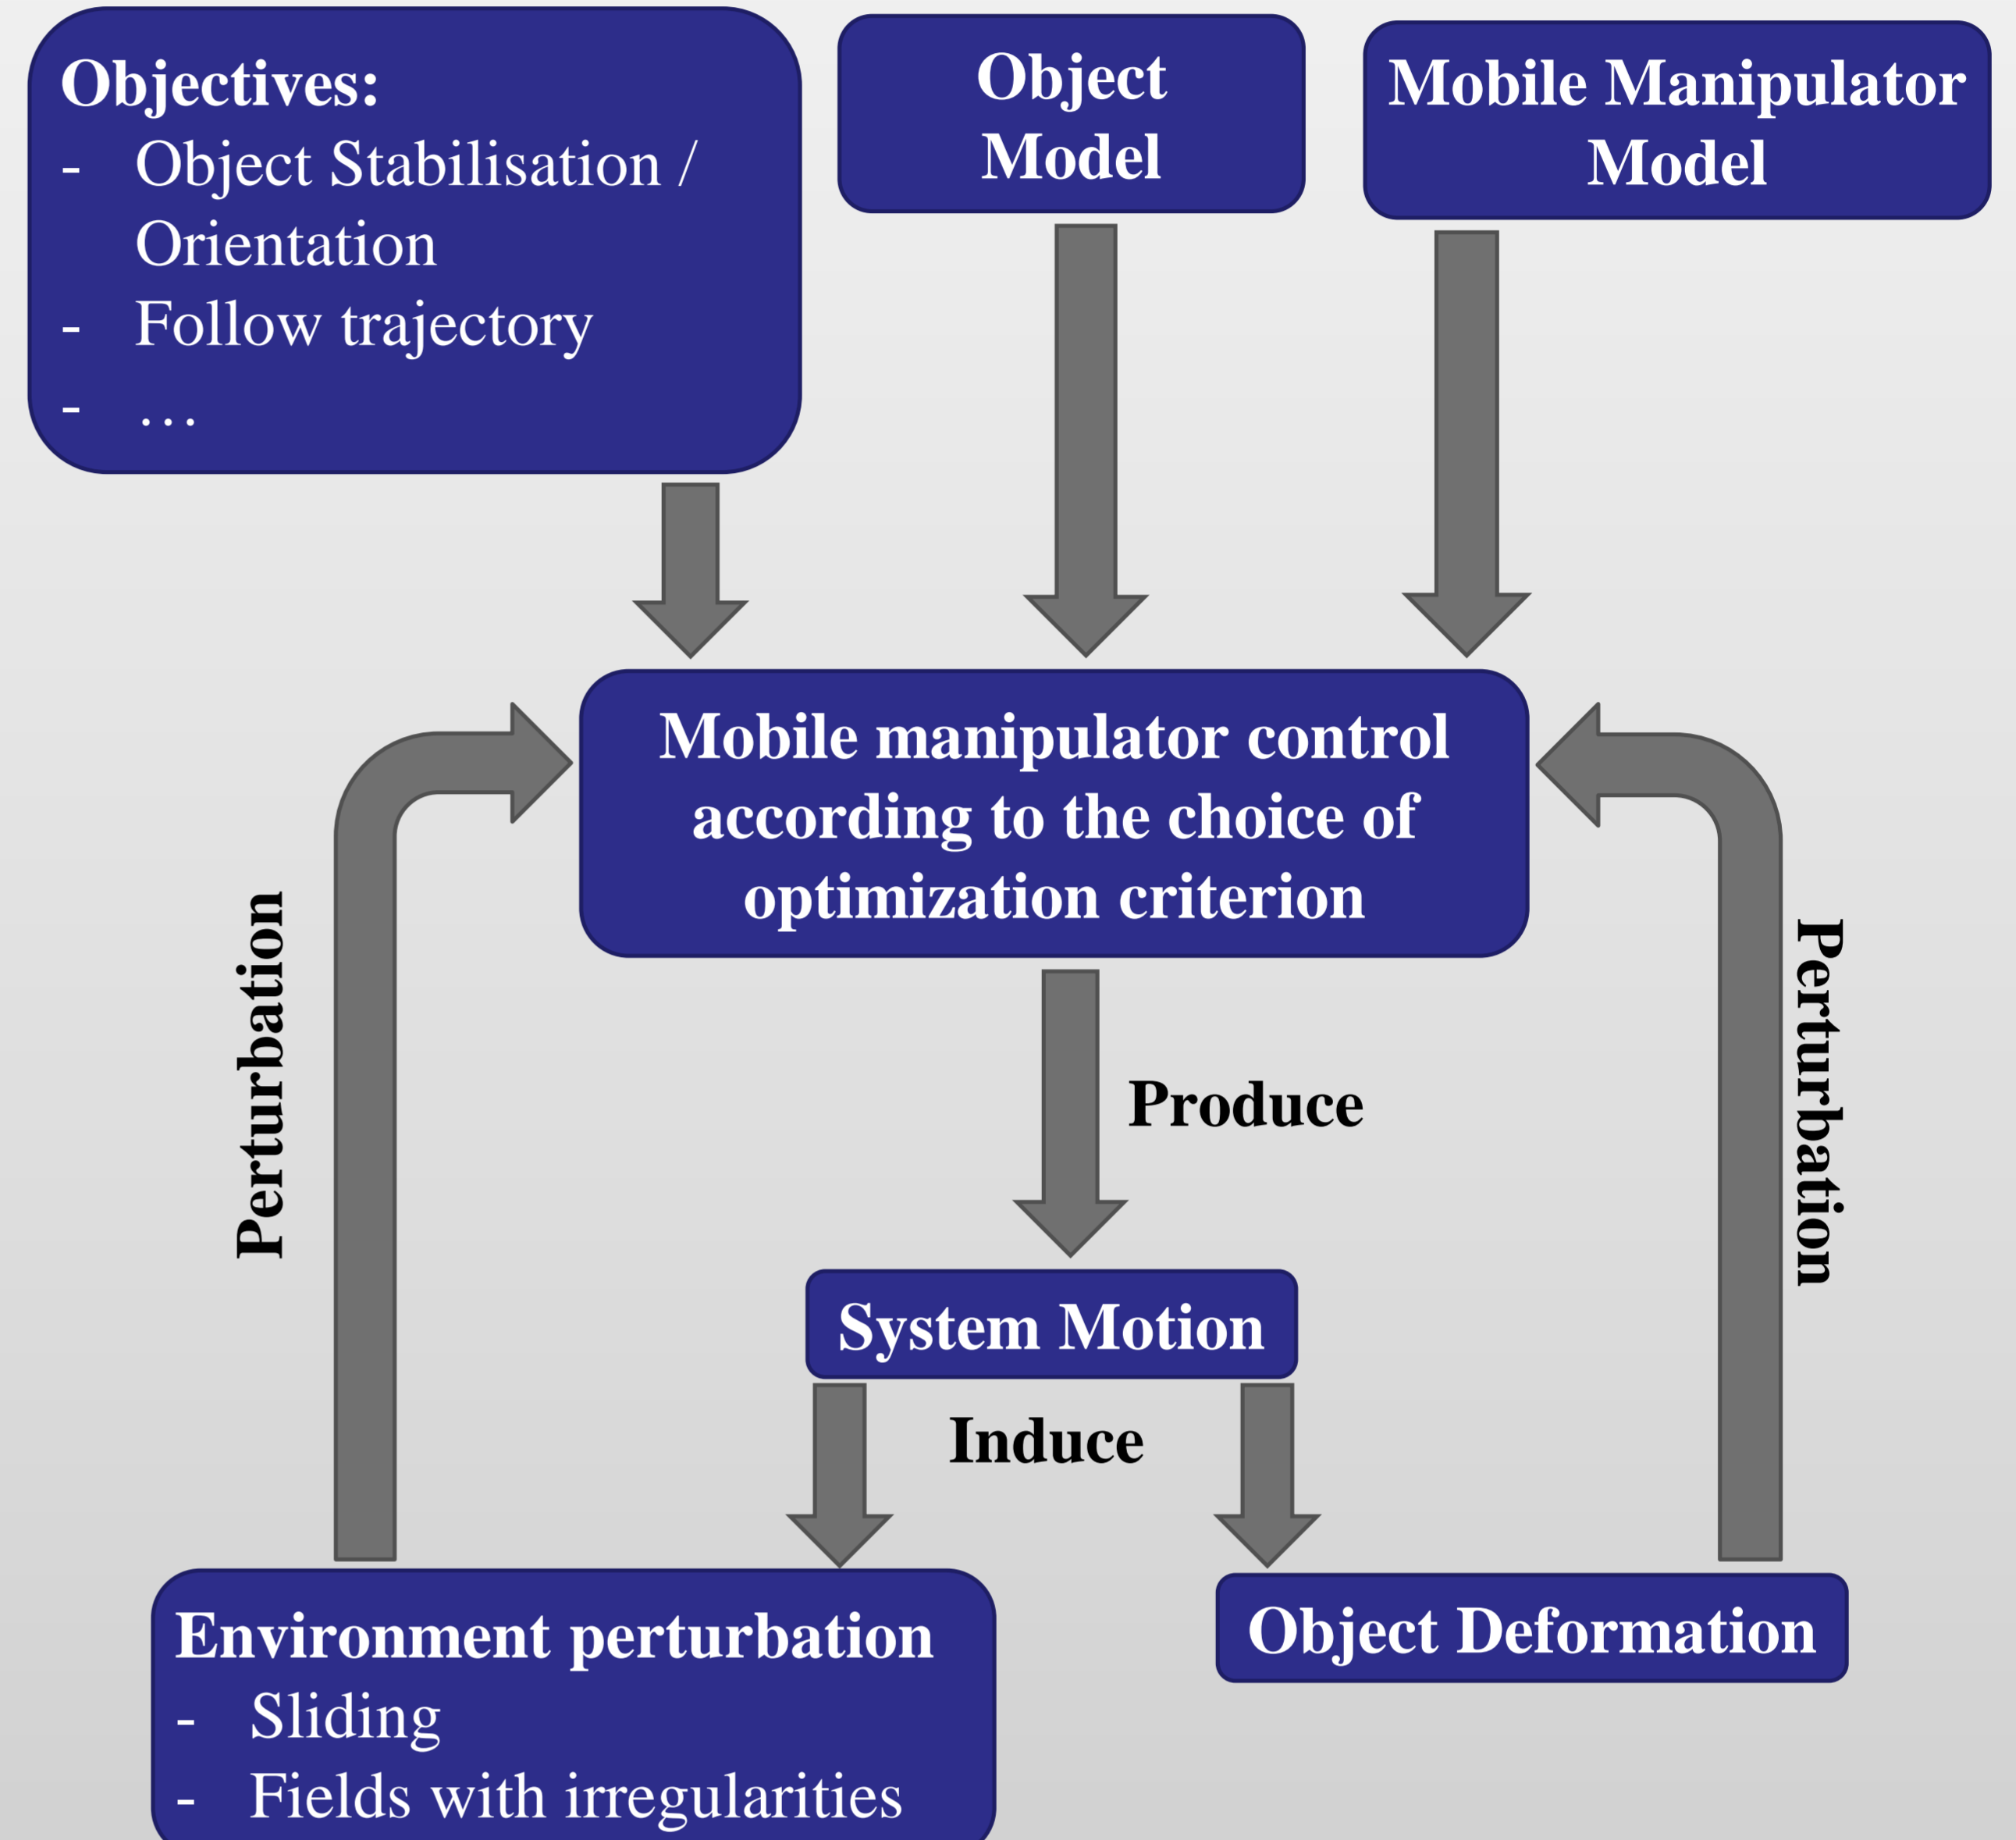 Objectives:
- Object Stabilisation /
Orientation
- Follow trajectory
- …
Object
Model
Mobile Manipulator
Model
Mobile manipulator control
according to the choice of
optimization criterion
Perturbation
Produce
Perturbation
System Motion
Induce
Environment perturbation
- Sliding
- Fields with irregularities
Object Deformation